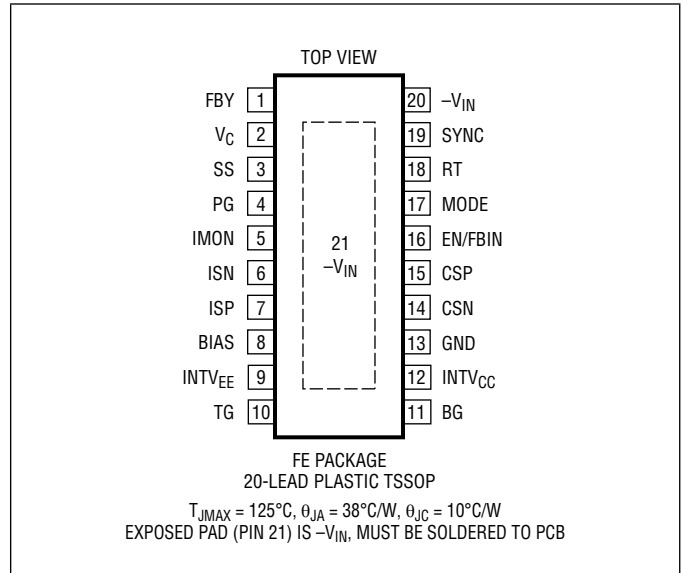 TOP VIEW
FBY 1
VC 2
SS 3
PG 4
IMON 5
ISN 6
ISP 7
BIAS 8
INTVEE 9
TG 10
21
–VIN
20 –VIN
19 SYNC
18 RT
17 MODE
16 EN/FBIN
15 CSP
14 CSN
13 GND
12 INTVCC
11 BG
FE PACKAGE
20-LEAD PLASTIC TSSOP
TJMAX = 125°C, θJA = 38°C/W, θJC = 10°C/W
EXPOSED PAD (PIN 21) IS –VIN, MUST BE SOLDERED TO PCB